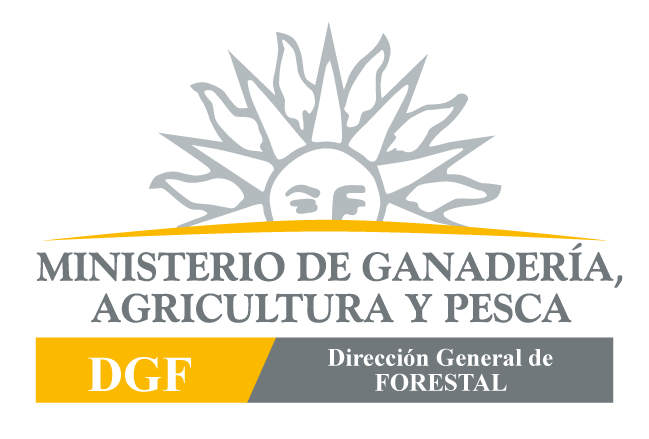 MINISTERIO DE GANADERÍA,
AGRICULTURA Y PESCA
DGF
Dirección General de
FORESTAL